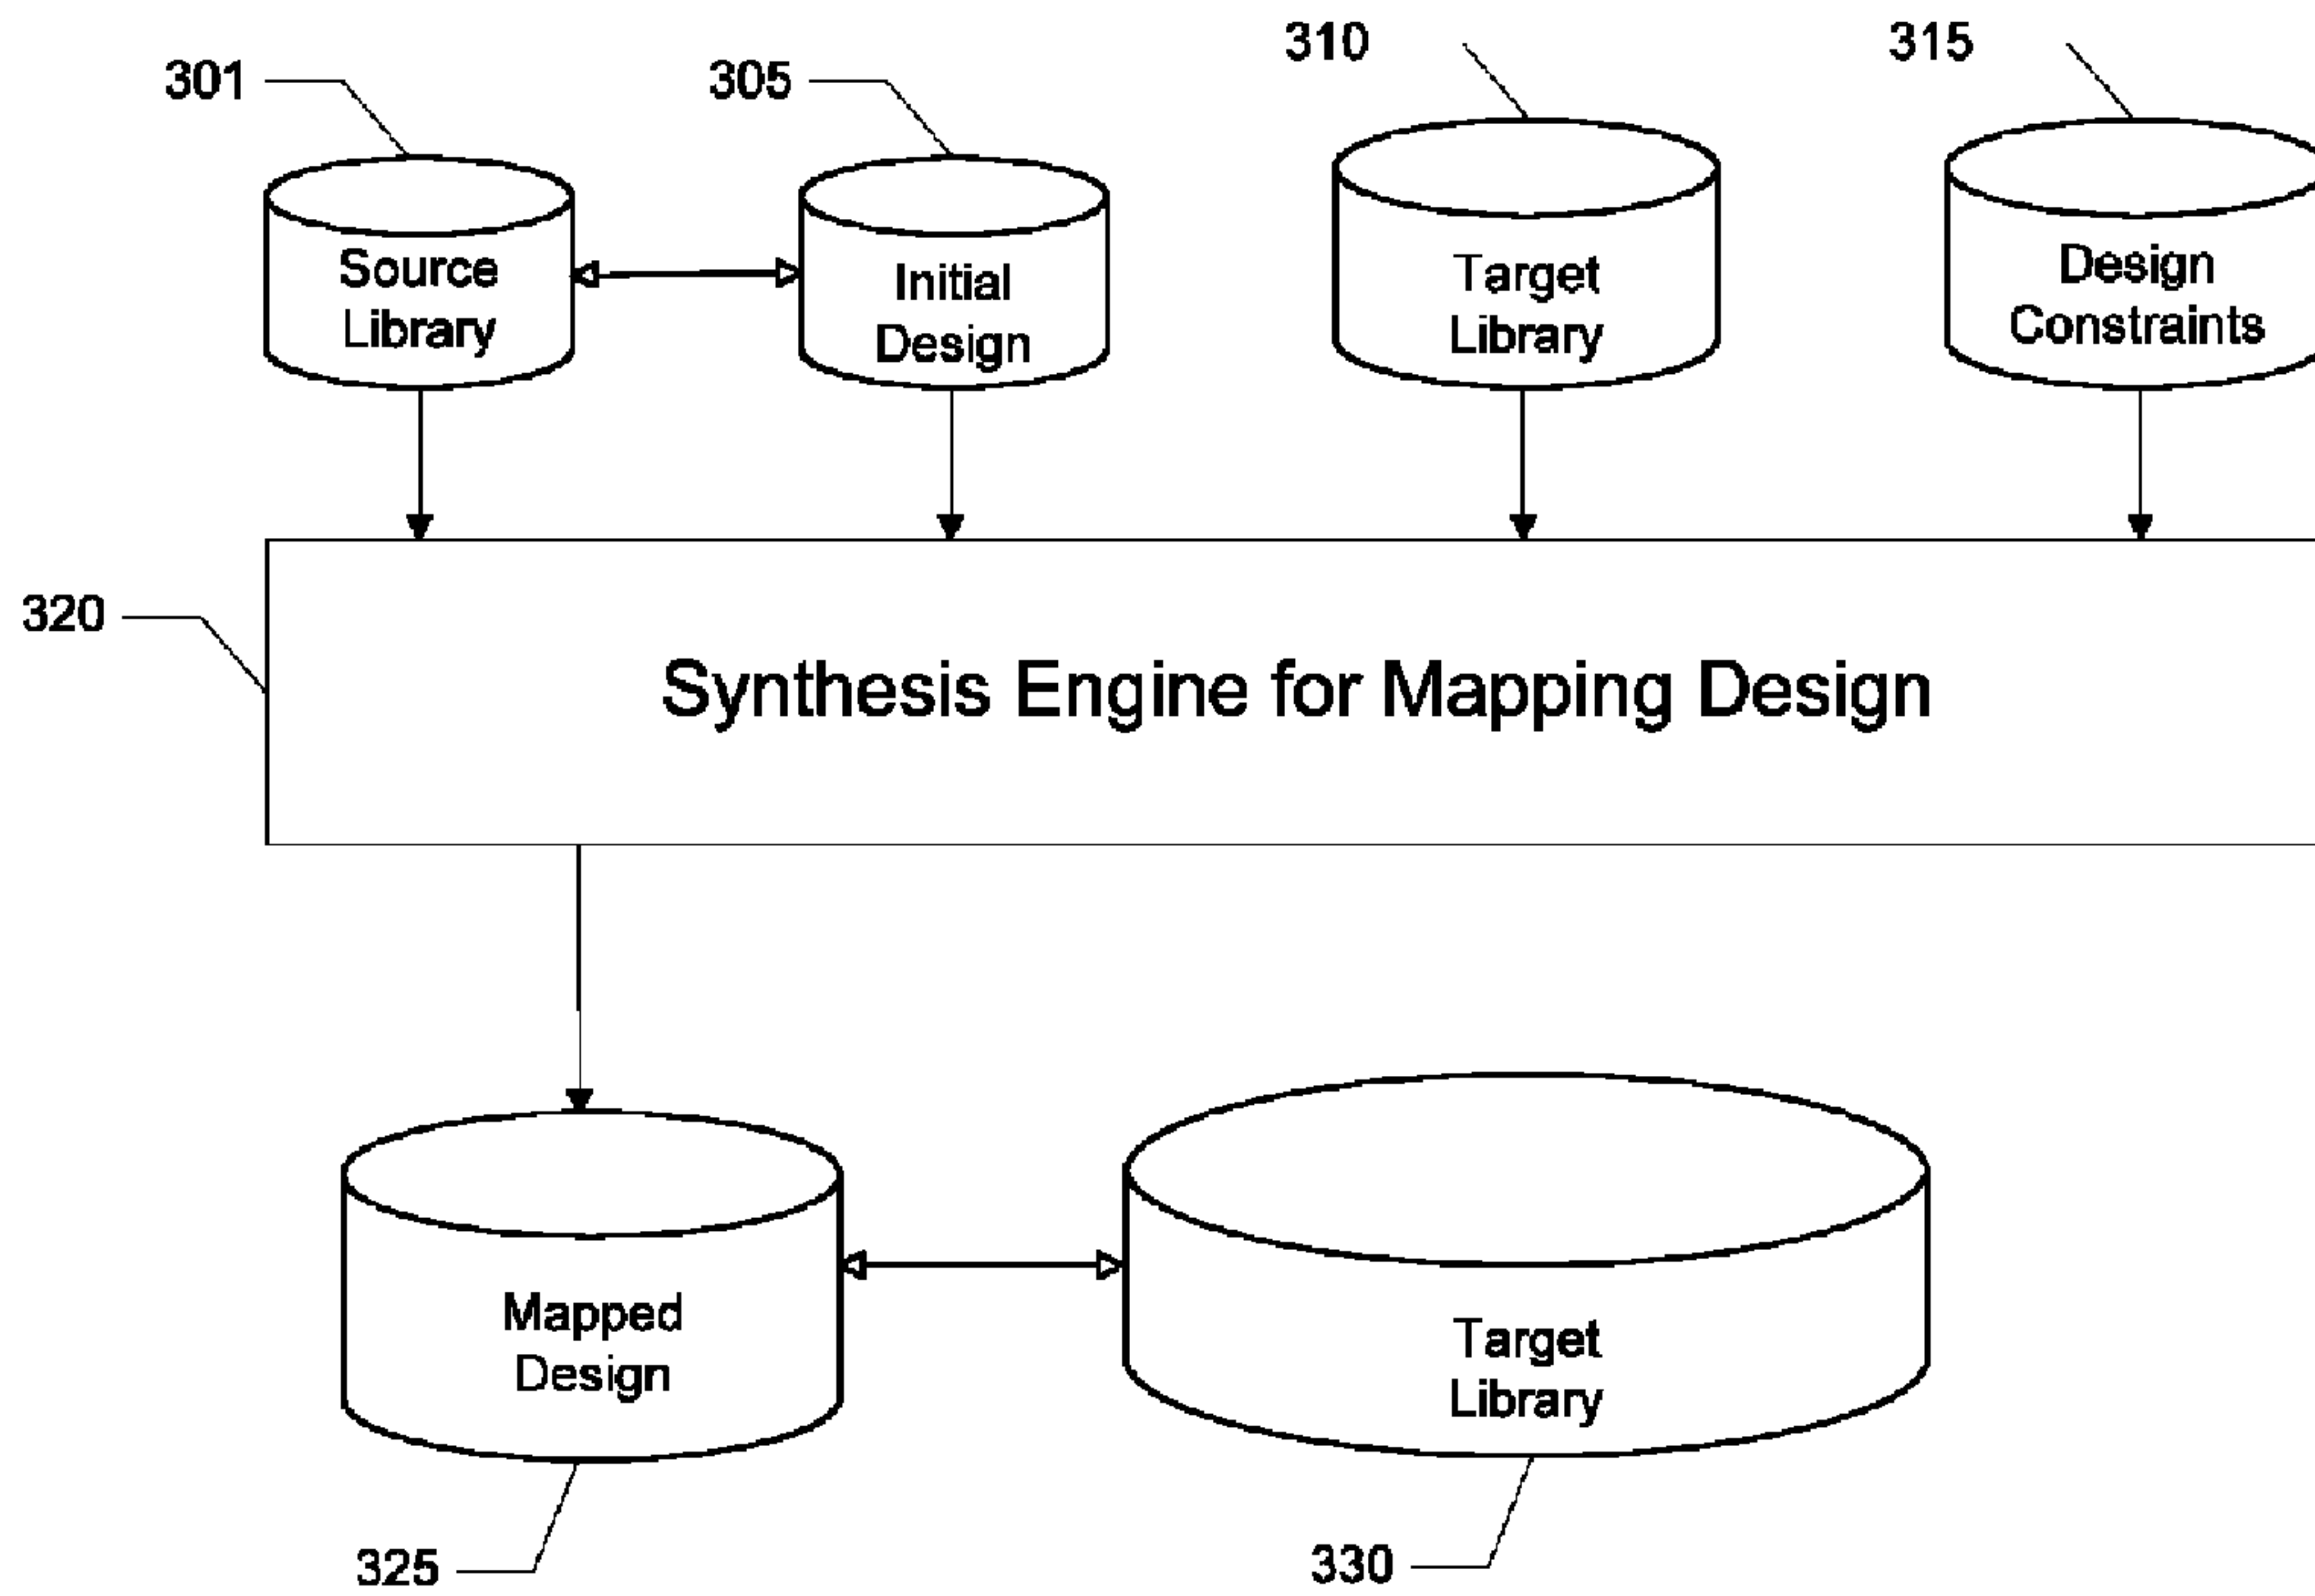 310
315
301
305
Source
Library
Initial
Design
Target
Library
Design
Constraints
320
Synthesis Engine for Mapping Design
Mapped
Design
Target
Library
325
330